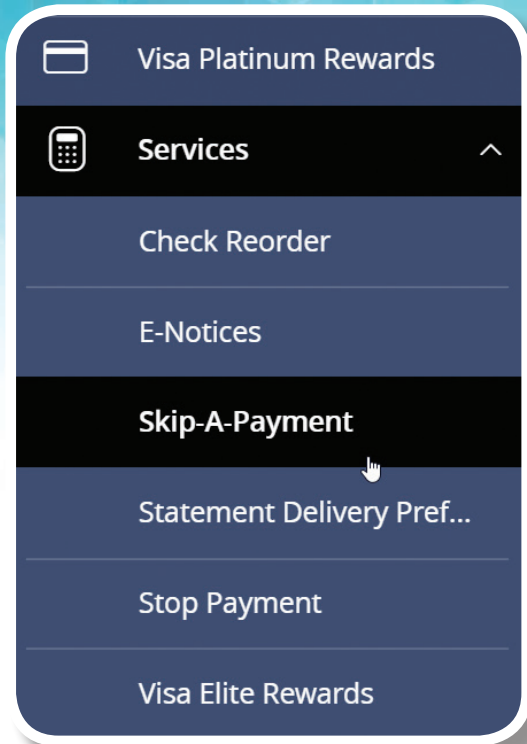 Visa Platinum Rewards
Services
Check Reorder
E-Notices
Skip-A-Payment
Statement Delivery Pref...
Stop Payment
Visa Elite Rewards